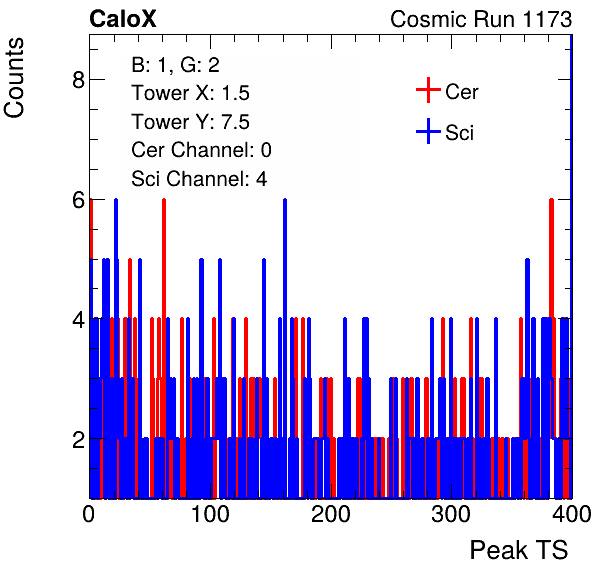 CaloX
Cosmic Run 1173
Counts
B: 1, G: 2
Tower X: 1.5
Tower Y: 7.5
Cer Channel: 0
Sci Channel: 4
Cer
Sci
8
6
4
2
0 100 200 300 400
Peak TS